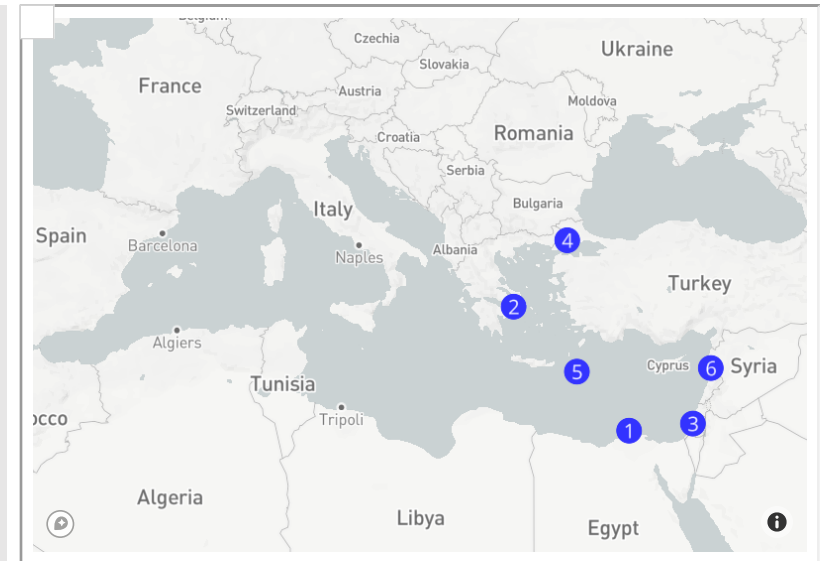 Belgium
Czechia
Ukraine
Slovakia
France
Austria
Moldova
Switzerland
Romania
Croatia
Serbia
Italy
Bulgaria
Spain
Barcelona
4
Albania
Naples
Turkey
2
Algiers
Cyprus
6
Syria
5
Tunisia
occo
Tripoli
3
1
Algeria
Libya
Egypt
i